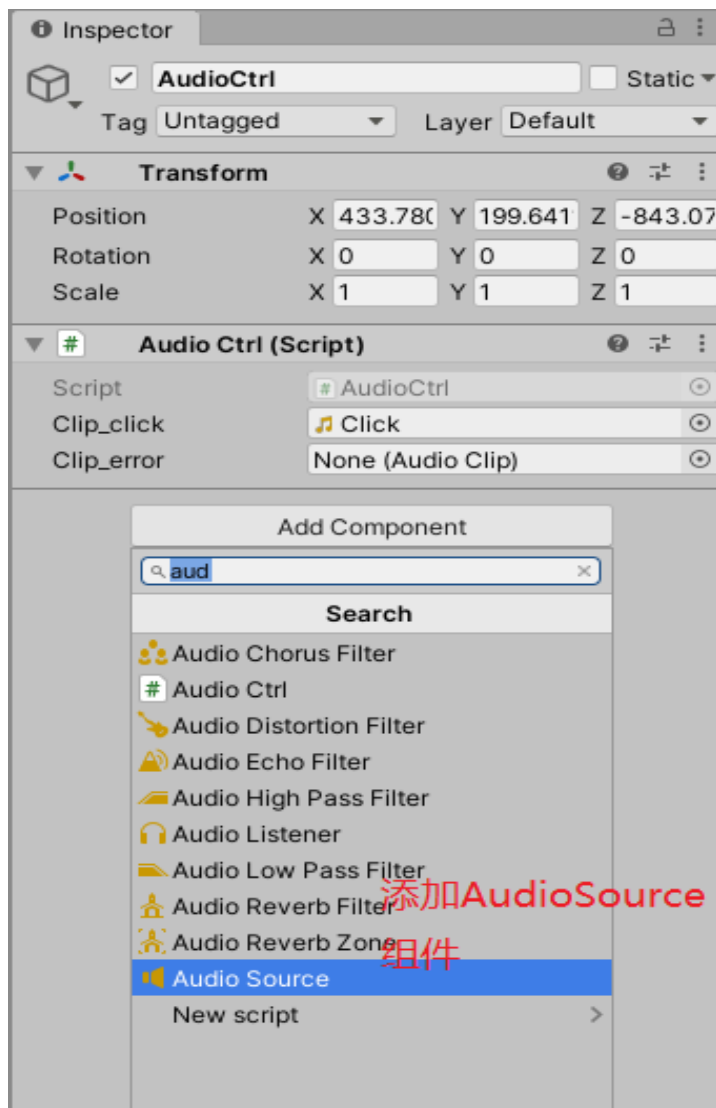 Inspector
AudioCtrl Static
Tag Untagged Layer Default
Transform
Position X 433.780 Y 199.641 Z -843.07
Rotation X 0 Y 0 Z 0
Scale X 1 Y 1 Z 1
# Audio Ctrl (Script)
Script # AudioCtrl
Clip_click Click
Clip_error None (Audio Clip)
Add Component
aud
Search
Audio Chorus Filter
# Audio Ctrl
Audio Distortion Filter
Audio Echo Filter
Audio High Pass Filter
Audio Listener
Audio Low Pass Filter
添加AudioSource
Audio Reverb Filter
Audio Reverb Zone
组件
Audio Source
New script